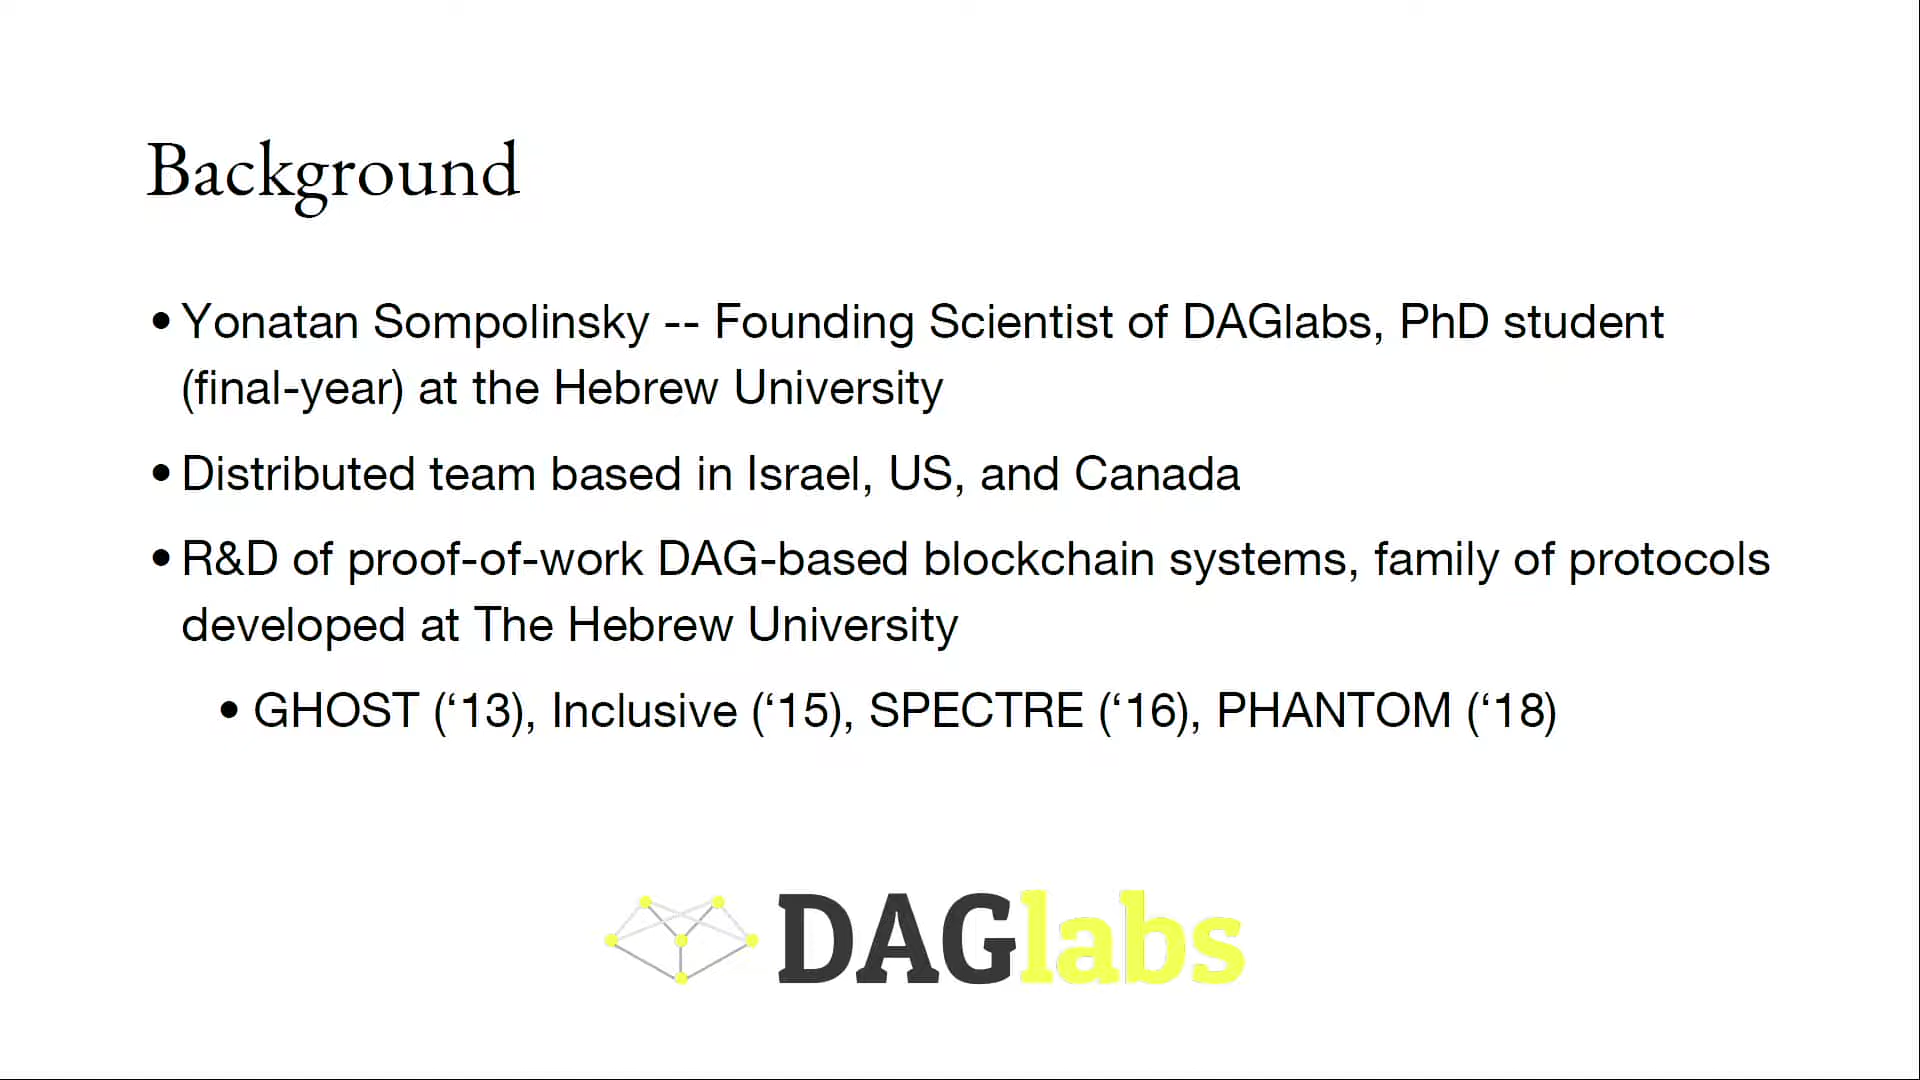 Background
• Yonatan Sompolinsky -- Founding Scientist of DAGlabs, PhD student
(final-year) at the Hebrew University
• Distributed team based in Israel, US, and Canada
• R&D of proof-of-work DAG-based blockchain systems, family of protocols
developed at The Hebrew University
• GHOST (‘13), Inclusive (‘15), SPECTRE (‘16), PHANTOM (‘18)
DAGlabs